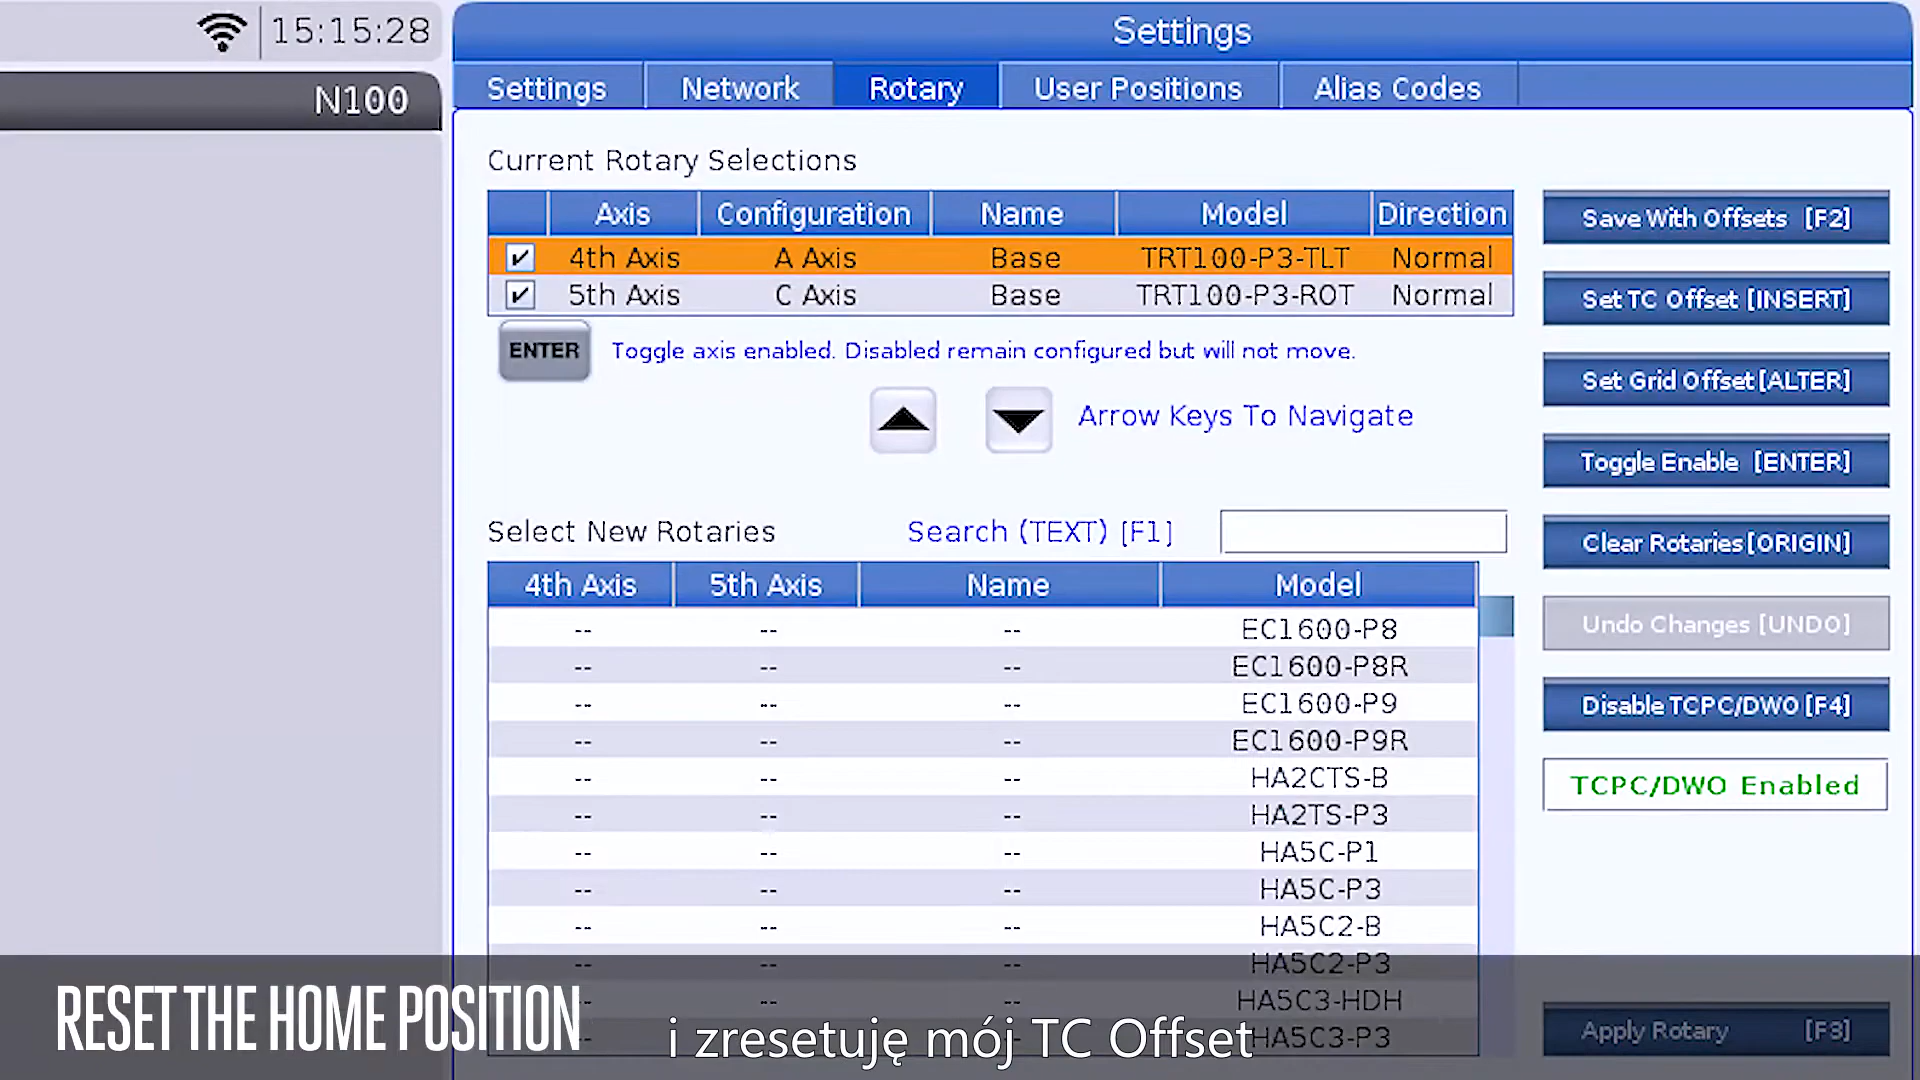 15:15:28
N100
Settings
Settings Network Rotary User Positions Alias Codes
Current Rotary Selections
Axis Configuration Name Model Direction
4th Axis A Axis Base TRT100-P3-TLT Normal
5th Axis C Axis Base TRT100-P3-ROT Normal
ENTER Toggle axis enabled. Disabled remain configured but will not move.
Arrow Keys To Navigate
Select New Rotaries Search (TEXT) [F1]
4th Axis 5th Axis Name Model
-- -- -- EC1600-P8
-- -- -- EC1600-P8R
-- -- -- EC1600-P9
-- -- -- EC1600-P9R
-- -- -- HA2CTS-B
-- -- -- HA2TS-P3
-- -- -- HA5C-P1
-- -- -- HA5C-P3
-- -- -- HA5C2-B
-- -- -- HA5C2-P3
-- -- -- HA5C3-HDH
-- HA5C3-P3
Save With Offsets [F2]
Set TC Offset [INSERT]
Set Grid Offset [ALTER]
Toggle Enable [ENTER]
Clear Rotaries [ORIGIN]
Undo Changes [UNDO]
Disable TCPC/DWO [F4]
TCPC/DWO Enabled
Apply Rotary [F3]
RESET THE HOME POSITION
i zresetuję mój TC Offset